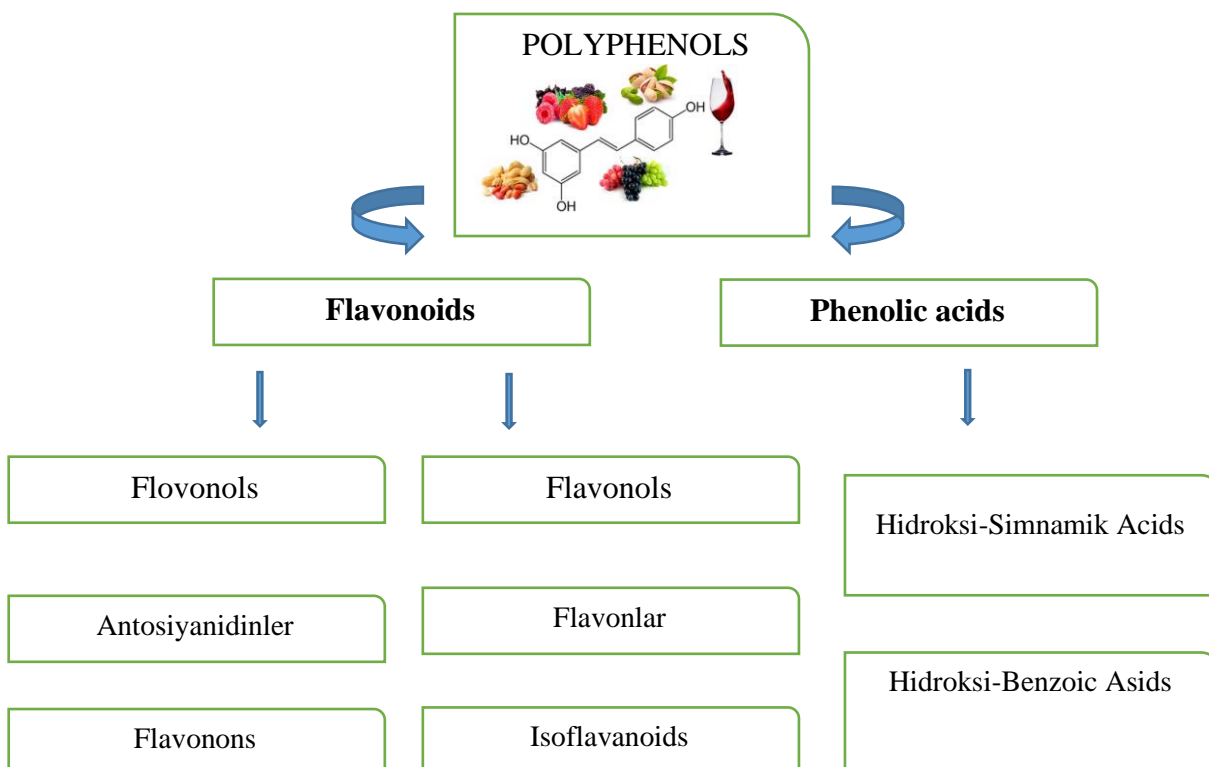 POLYPHENOLS
OH
HO
OH
Flavonoids
Phenolic acids
Flovonols
Flavonols
Hidroksi-Simnamik Acids
Antosiyanidinler
Flavonlar
Hidroksi-Benzoic Asids
Flavonons
Isoflavanoids